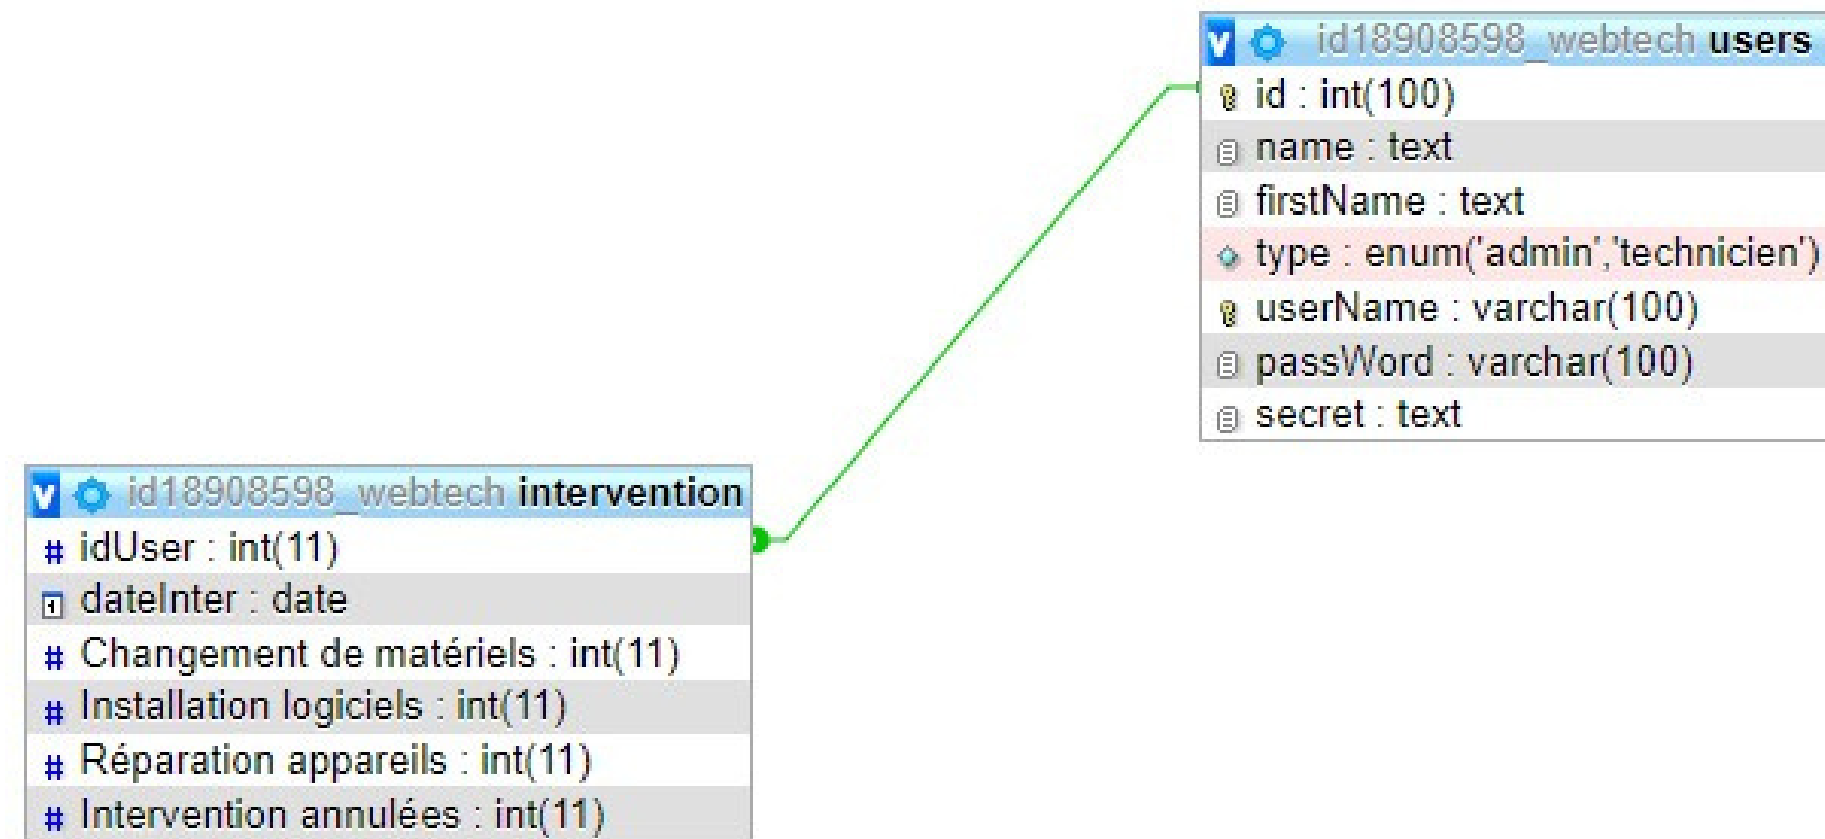 id18908598_webtech users
id : int(100)
name : text
firstName : text
type : enum('admin','technicien')
userName : varchar(100)
passWord : varchar(100)
secret : text
id18908598_webtech intervention
idUser : int(11)
dateInter : date
Changement de matériels : int(11)
Installation logiciels : int(11)
Réparation appareils : int(11)
Intervention annulées : int(11)